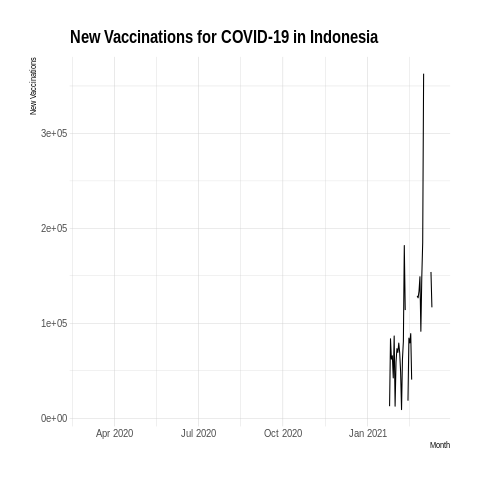 New Vaccinations for COVID-19 in Indonesia
New Vaccinations
3e+05
2e+05
1e+05
0e+00
Apr 2020
Jul 2020
Oct 2020
Jan 2021
Month